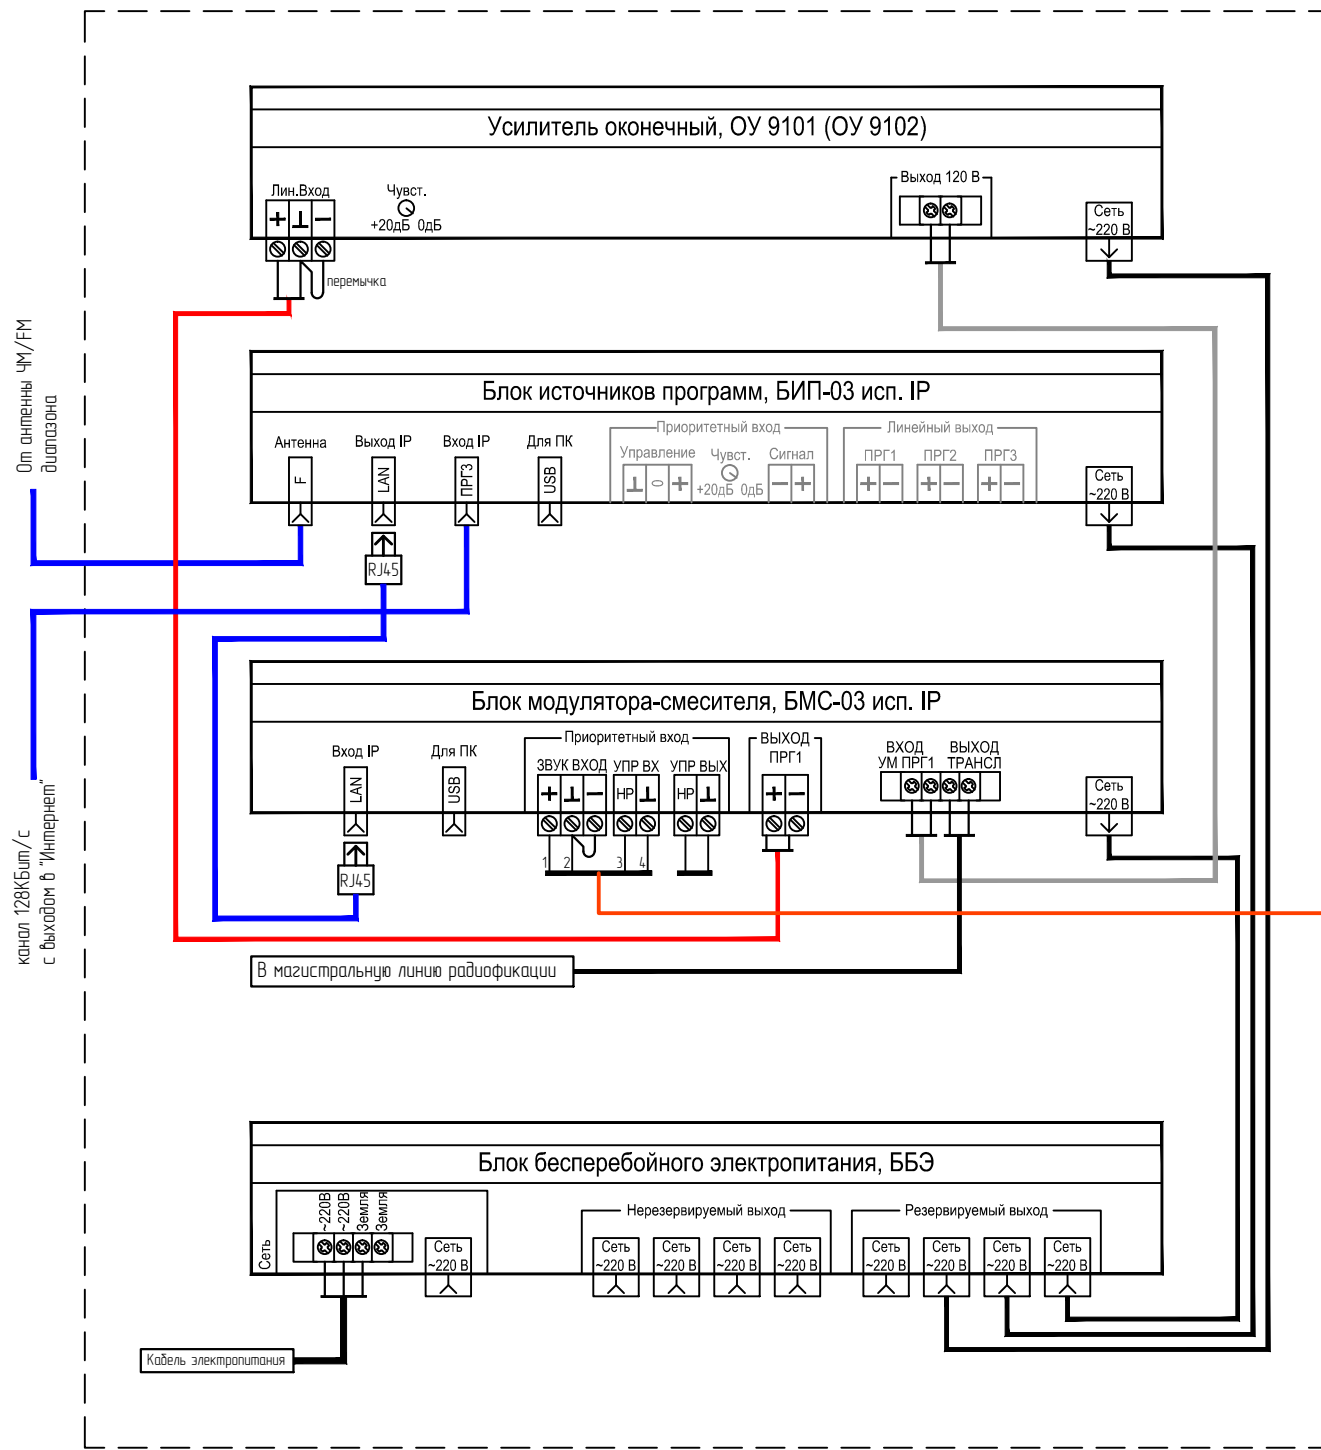 Усилитель оконечный, ОУ 9101 (ОУ 9102)
Лин.Вход
Чувст.
+20дБ 0дБ
Выход 120 В
Сеть
~220 В
перемычка
От антенны ЧМ/FM
диапазона
Блок источников программ, БИП-03 исп. IP
Антенна
F
Выход IP
LAN
Вход IP
ПРГ3
Для ПК
USB
Приоритетный вход
Управление
0
Чувст.
+20дБ 0дБ
Сигнал
Линейный выход
ПРГ1
ПРГ2
ПРГ3
Сеть
~220 В
RJ45
канал 128КБит/с
с выходом в "Интернет"
Блок модулятора-смесителя, БМС-03 исп. IP
Вход IP
LAN
Для ПК
USB
Приоритетный вход
ЗВУК ВХОД
УПР ВХ
УПР ВЫХ
НР
НР
1
2
3
4
ВЫХОД
ПРГ1
ВХОД
УМ ПРГ1
ВЫХОД
ТРАНСЛ
Сеть
~220 В
RJ45
В магистральную линию радиофикации
Блок бесперебойного электропитания, ББЭ
Сеть
~220В
~220В
Земля
Земля
Сеть
~220 В
Нерезервируемый выход
Сеть
~220 В
Сеть
~220 В
Сеть
~220 В
Сеть
~220 В
Резервируемый выход
Сеть
~220 В
Сеть
~220 В
Сеть
~220 В
Сеть
~220 В
Кабель электропитания